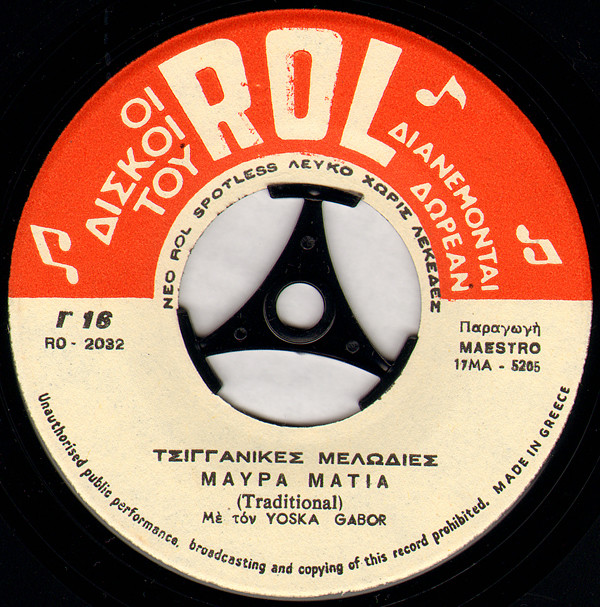 ΟΙ
ΔΙΣΚΟΙ
ΤΟΥ
ROL
ΔΙΑΝΕΜΟΝΤΑΙ
ΔΩΡΕΑΝ
ΝΕΟ ROL SPOTLESS ΛΕΥΚΟ ΧΩΡΙΣ ΛΕΚΕΔΕΣ
Γ 16
RO - 2032
Παραγωγὴ
MAESTRO
17MA - 5205
ΤΣΙΓΓΑΝΙΚΕΣ ΜΕΛΩΔΙΕΣ
ΜΑΥΡΑ ΜΑΤΙΑ
(Traditional)
Μὲ τὸν YOSKA GABOR
Unauthorised public performance, broadcasting and copying of this record prohibited. MADE IN GREECE